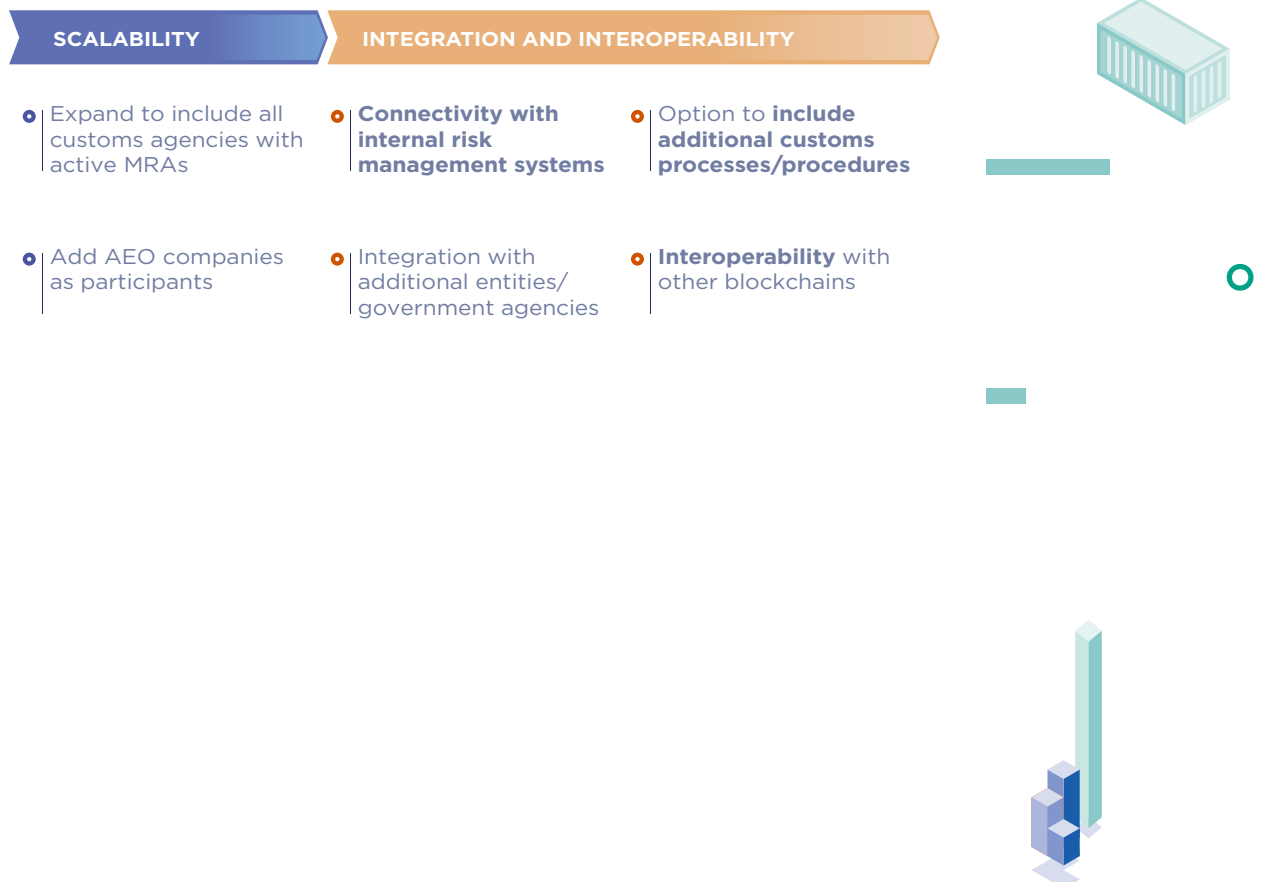 SCALABILITY
INTEGRATION AND INTEROPERABILITY
Expand to include all
customs agencies with
active MRAs
Add AEO companies
as participants
Connectivity with
internal risk
management systems
Integration with
additional entities/
government agencies
Option to include
additional customs
processes/procedures
Interoperability with
other blockchains